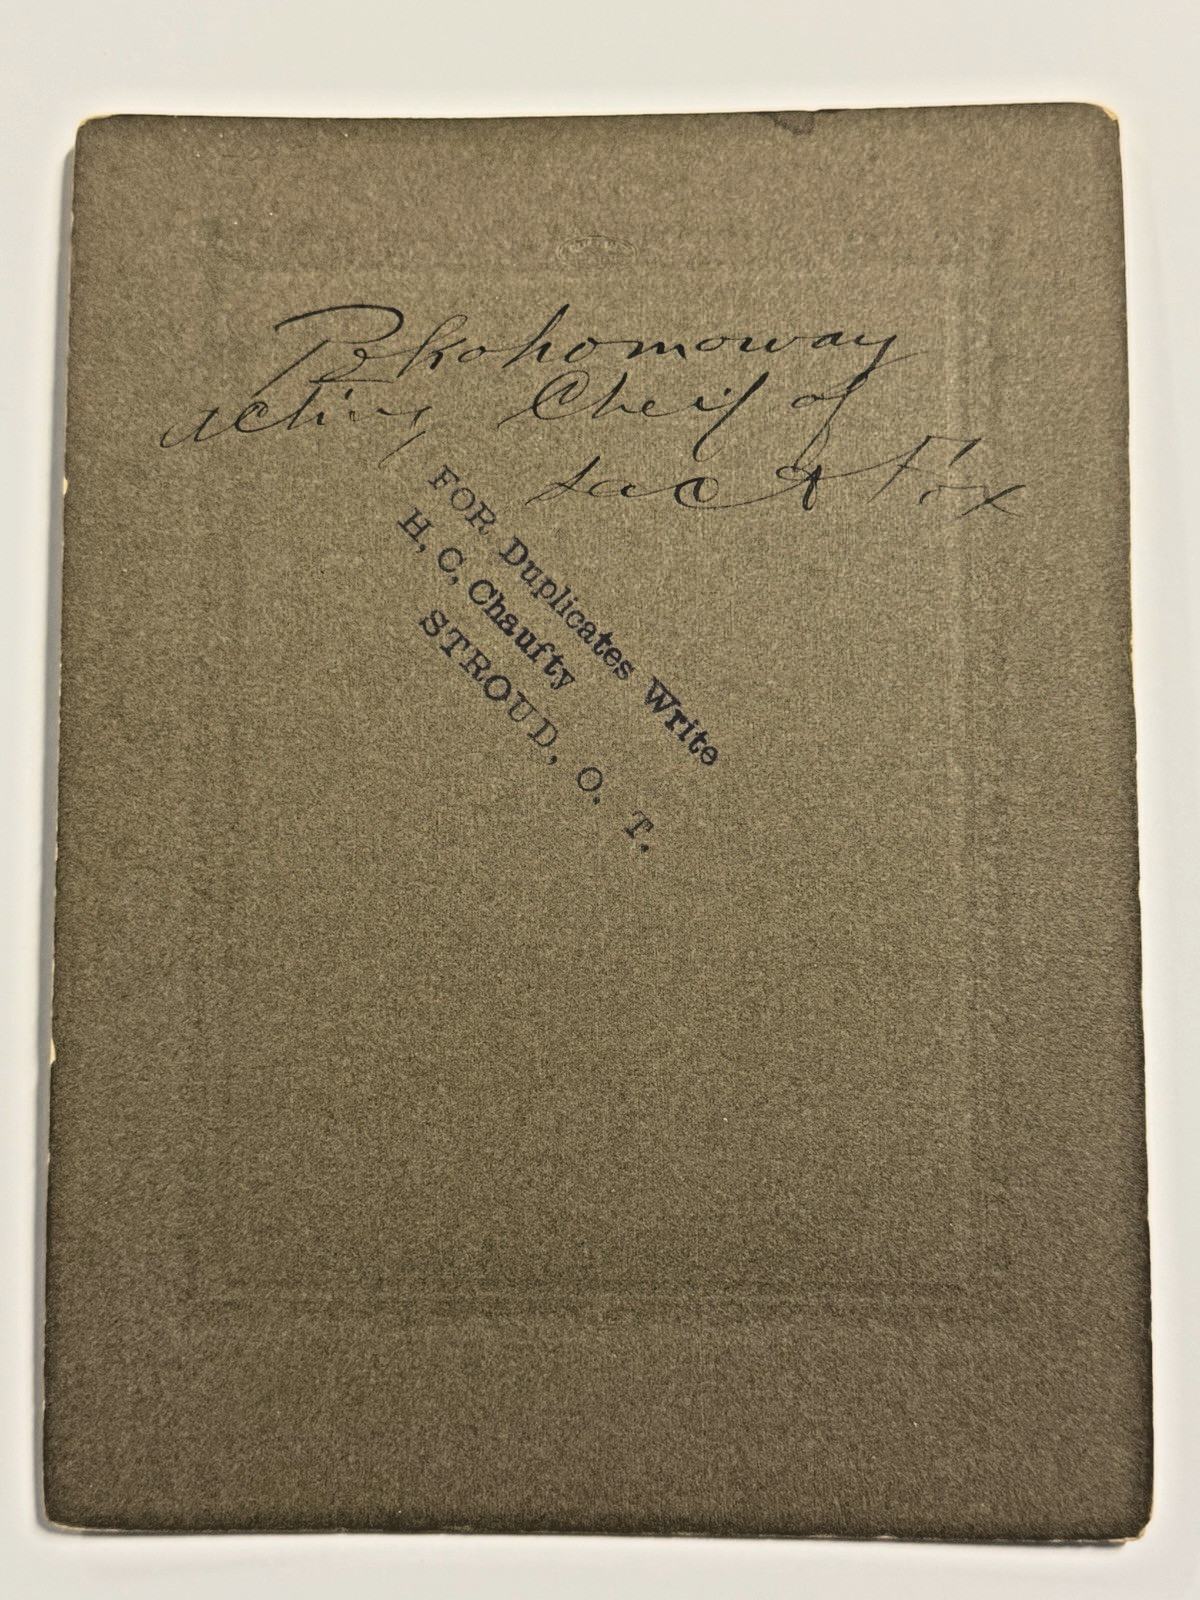 Pekohomoway
acting Cheif of
Sac & Fox
FOR Duplicates Write
H, C, Chaufty
STROUD, O. T.